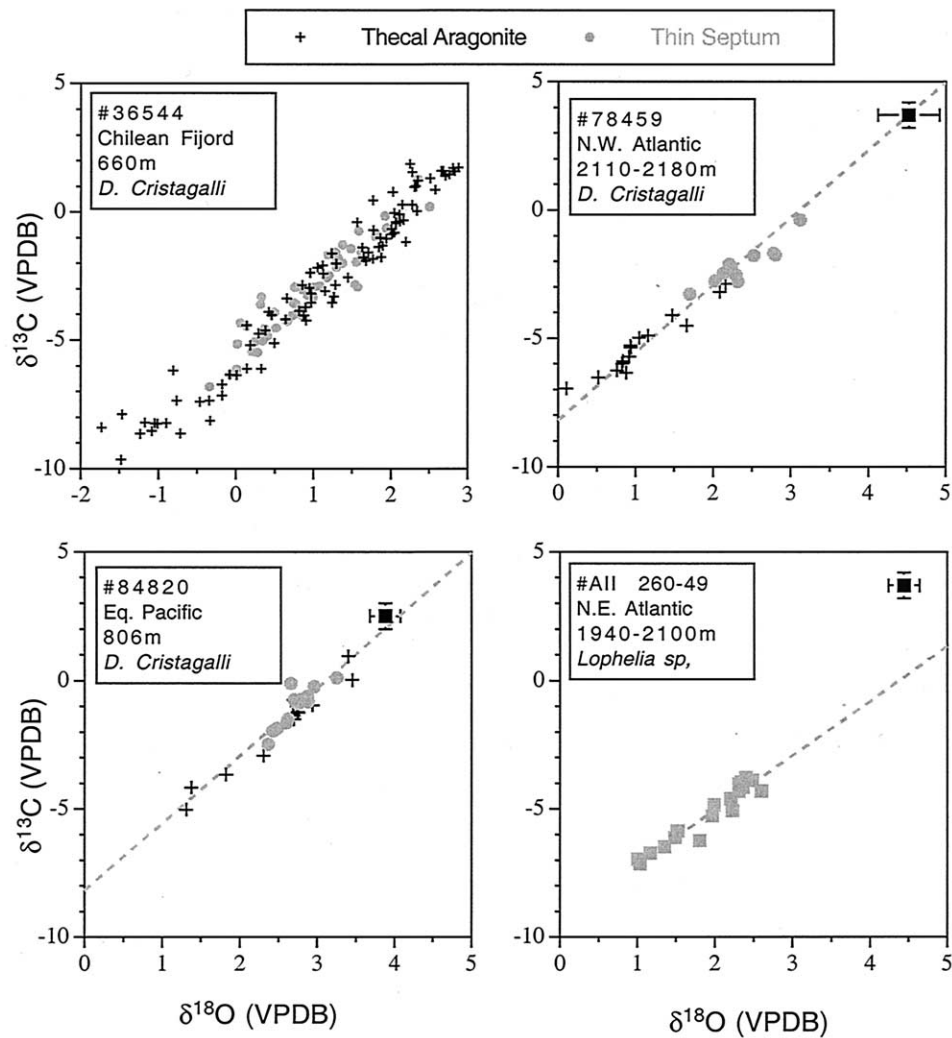 Thecal Aragonite
Thin Septum
5
0
-5
-10
-2
-1
0
1
2
3
δ13C (VPDB)
#36544
Chilean Fijord
660m
D. Cristagalli
5
0
-5
-10
0
1
2
3
4
5
#78459
N.W. Atlantic
2110-2180m
D. Cristagalli
5
0
-5
-10
0
1
2
3
4
5
δ13C (VPDB)
δ18O (VPDB)
#84820
Eq. Pacific
806m
D. Cristagalli
5
0
-5
-10
0
1
2
3
4
5
δ18O (VPDB)
#AII 260-49
N.E. Atlantic
1940-2100m
Lophelia sp,